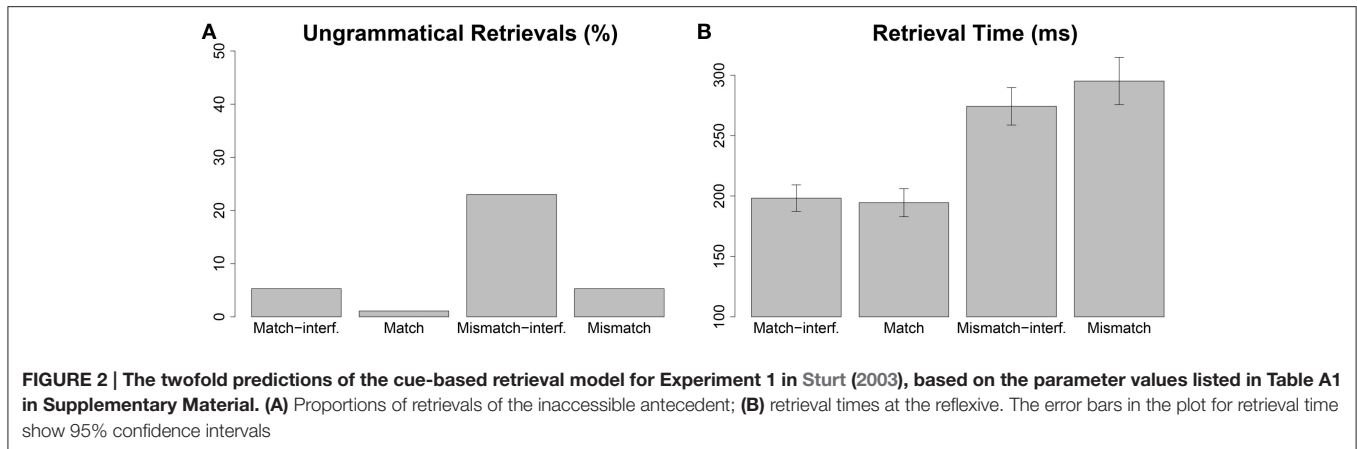 A Ungrammatical Retrievals (%)
50
40
30
20
10
0
Match−interf. Match Mismatch−interf. Mismatch
B Retrieval Time (ms)
300
250
200
150
100
Match−interf. Match Mismatch−interf. Mismatch
FIGURE 2 | The twofold predictions of the cue-based retrieval model for Experiment 1 in Sturt (2003), based on the parameter values listed in Table A1
in Supplementary Material. (A) Proportions of retrievals of the inaccessible antecedent; (B) retrieval times at the reflexive. The error bars in the plot for retrieval time
show 95% confidence intervals